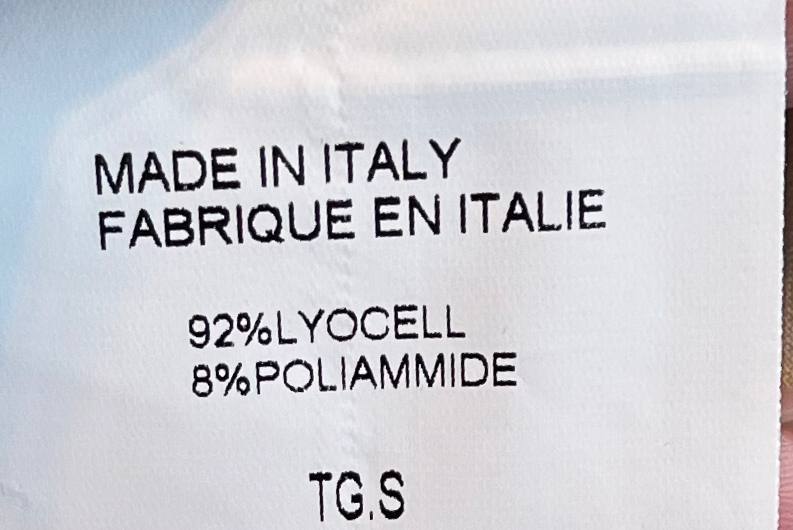 MADE IN ITALY
FABRIQUE EN ITALIE
92%LYOCELL
8%POLIAMMIDE
TG.S